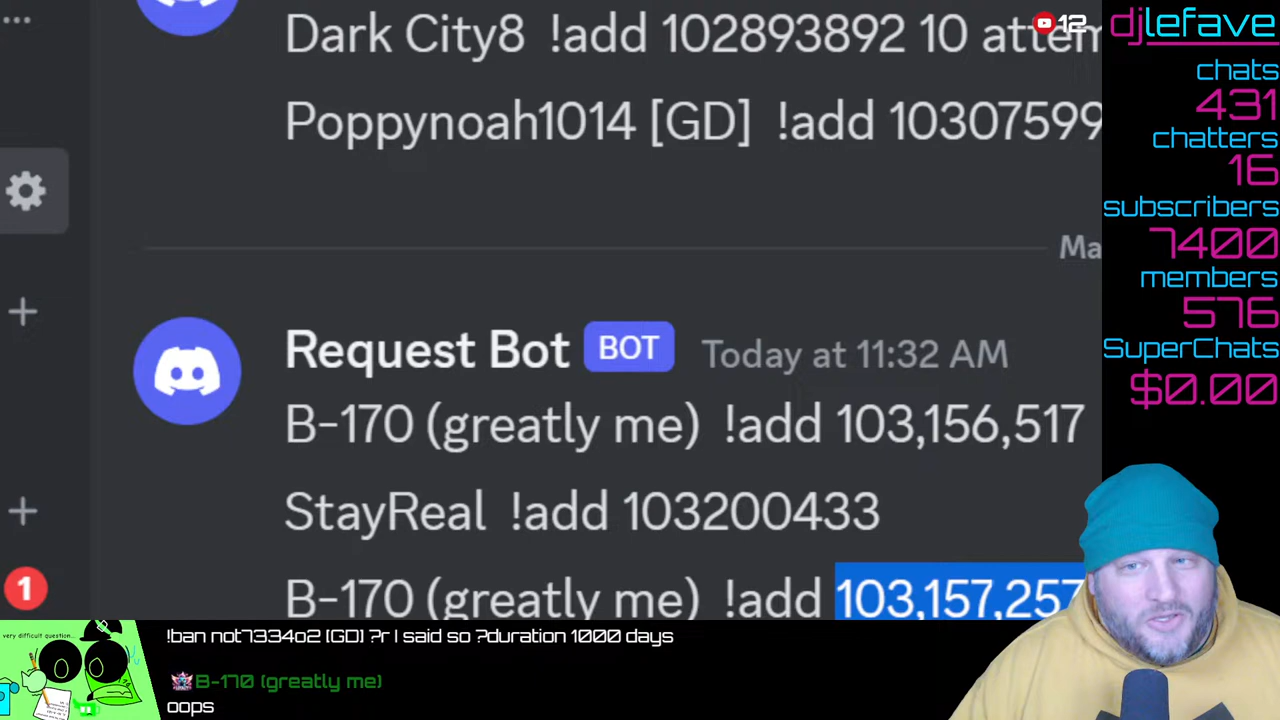 Dark City8 !add 102893892 10 attem
12
Poppynoah1014 [GD] !add 10307599
Ma
Request Bot BOT Today at 11:32 AM
B-170 (greatly me) !add 103,156,517
StayReal !add 103200433
B-170 (greatly me) !add 103,157,257
1
djlefave
chats
431
chatters
16
subscribers
7400
members
576
SuperChats
$0.00
very difficult question...
!ban not7334o2 [GD] ?r I said so ?duration 1000 days
B-170 (greatly me)
oops